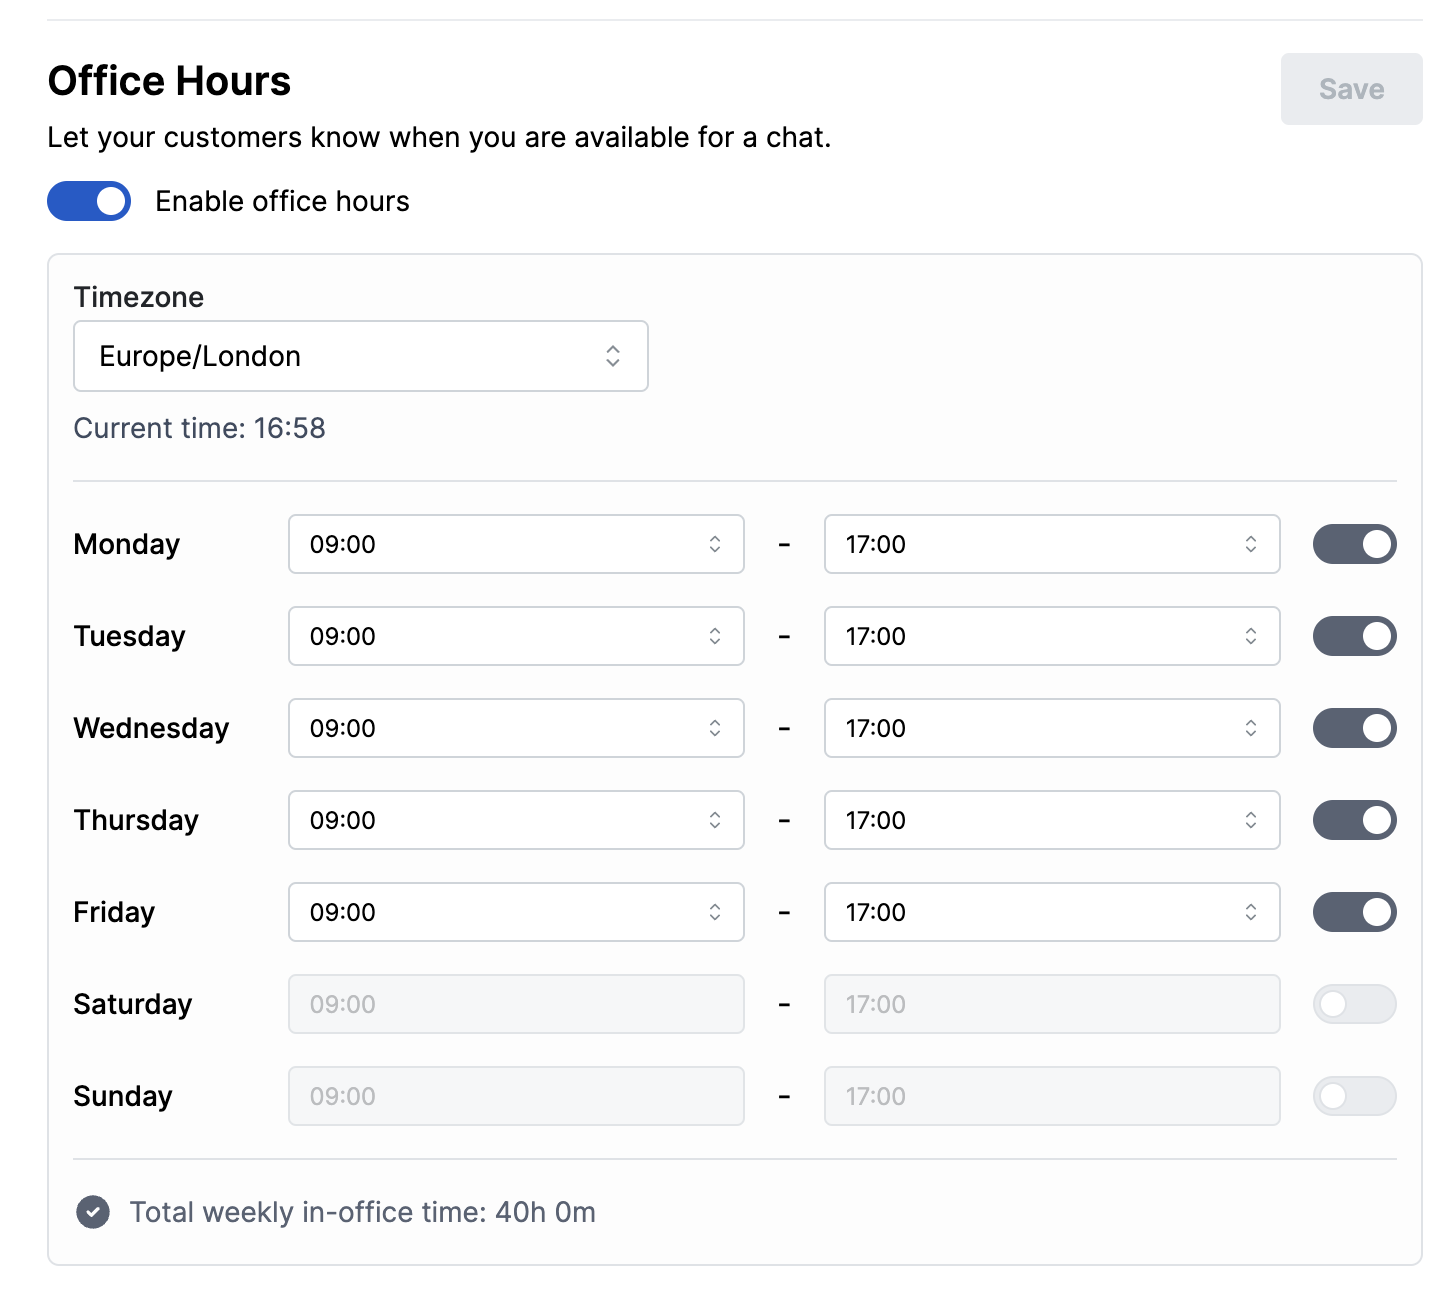 Office Hours
Save
Let your customers know when you are available for a chat.
Enable office hours
Timezone
Europe/London
Current time: 16:58
Monday 09:00 - 17:00
Tuesday 09:00 - 17:00
Wednesday 09:00 - 17:00
Thursday 09:00 - 17:00
Friday 09:00 - 17:00
Saturday 09:00 - 17:00
Sunday 09:00 - 17:00
Total weekly in-office time: 40h 0m